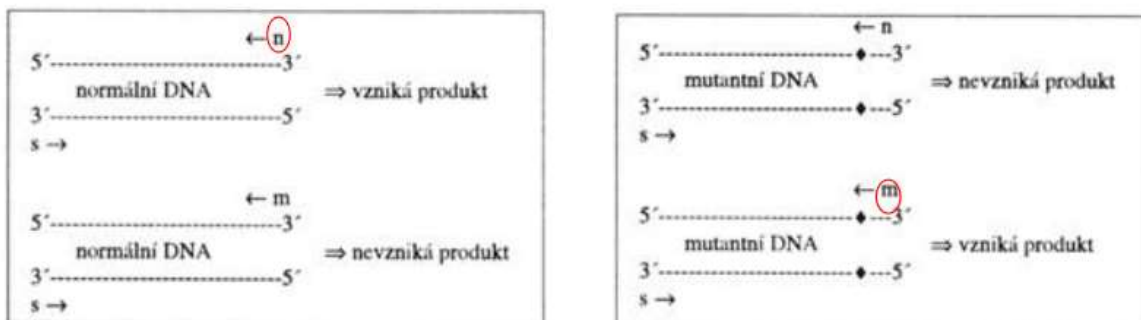 ← n
5´------------------------------3´
normální DNA ⇒ vzniká produkt
3´------------------------------5´
s →
← m
5´------------------------------3´
normální DNA ⇒ nevzniká produkt
3´------------------------------5´
s →
← n
5´--------------------------♦---3´
mutantní DNA ⇒ nevzniká produkt
3´--------------------------♦---5´
s →
← m
5´--------------------------♦---3´
mutantní DNA ⇒ vzniká produkt
3´--------------------------♦---5´
s →